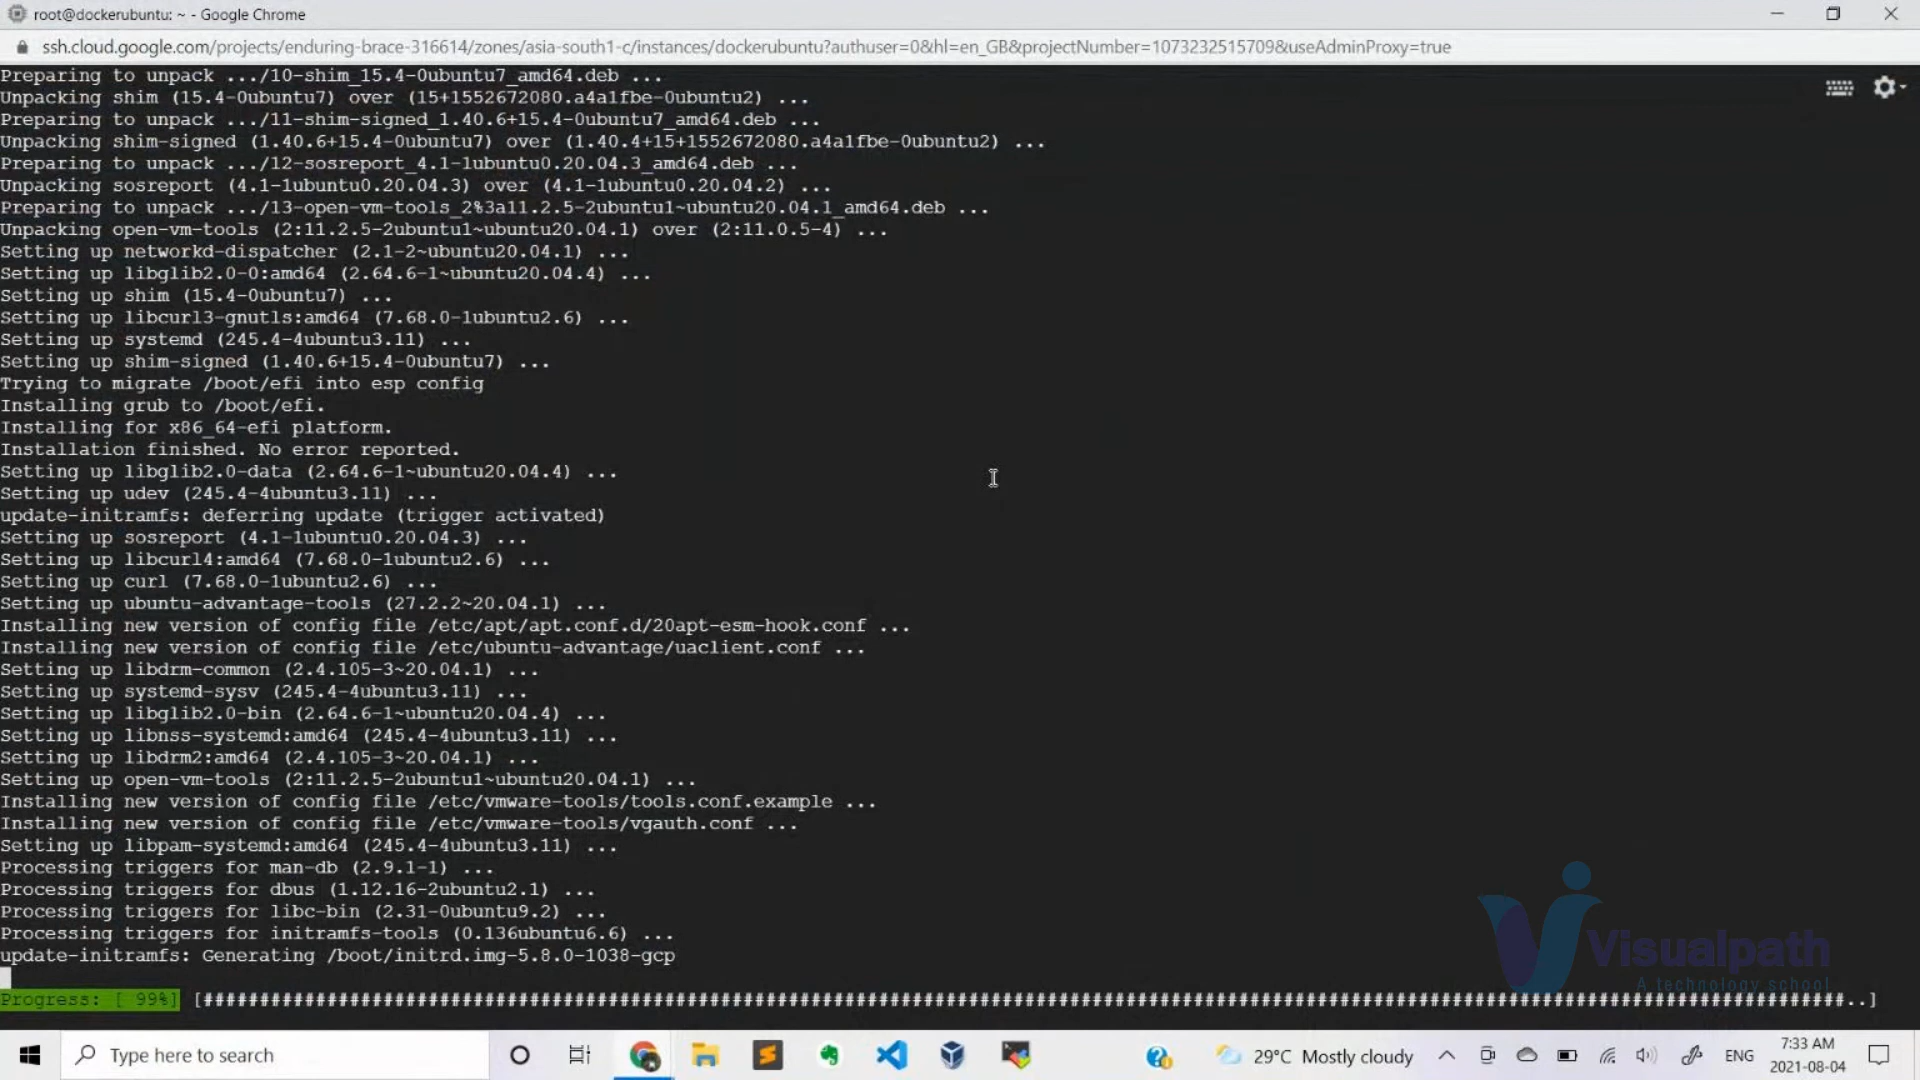 root@dockerubuntu: ~ - Google Chrome
ssh.cloud.google.com/projects/enduring-brace-316614/zones/asia-south1-c/instances/dockerubuntu?authuser=0&hl=en_GB&projectNumber=1073232515709&useAdminProxy=true
Preparing to unpack .../10-shim_15.4-0ubuntu7_amd64.deb ...
Unpacking shim (15.4-0ubuntu7) over (15+1552672080.a4a1fbe-0ubuntu2) ...
Preparing to unpack .../11-shim-signed_1.40.6+15.4-0ubuntu7_amd64.deb ...
Unpacking shim-signed (1.40.6+15.4-0ubuntu7) over (1.40.4+15+1552672080.a4a1fbe-0ubuntu2) ...
Preparing to unpack .../12-sosreport_4.1-1ubuntu0.20.04.3_amd64.deb ...
Unpacking sosreport (4.1-1ubuntu0.20.04.3) over (4.1-1ubuntu0.20.04.2) ...
Preparing to unpack .../13-open-vm-tools_2%3a11.2.5-2ubuntu1~ubuntu20.04.1_amd64.deb ...
Unpacking open-vm-tools (2:11.2.5-2ubuntu1~ubuntu20.04.1) over (2:11.0.5-4) ...
Setting up networkd-dispatcher (2.1-2~ubuntu20.04.1) ...
Setting up libglib2.0-0:amd64 (2.64.6-1~ubuntu20.04.4) ...
Setting up shim (15.4-0ubuntu7) ...
Setting up libcurl3-gnutls:amd64 (7.68.0-1ubuntu2.6) ...
Setting up systemd (245.4-4ubuntu3.11) ...
Setting up shim-signed (1.40.6+15.4-0ubuntu7) ...
Trying to migrate /boot/efi into esp config
Installing grub to /boot/efi.
Installing for x86_64-efi platform.
Installation finished. No error reported.
Setting up libglib2.0-data (2.64.6-1~ubuntu20.04.4) ...
Setting up udev (245.4-4ubuntu3.11) ...
update-initramfs: deferring update (trigger activated)
Setting up sosreport (4.1-1ubuntu0.20.04.3) ...
Setting up libcurl4:amd64 (7.68.0-1ubuntu2.6) ...
Setting up curl (7.68.0-1ubuntu2.6) ...
Setting up ubuntu-advantage-tools (27.2.2~20.04.1) ...
Installing new version of config file /etc/apt/apt.conf.d/20apt-esm-hook.conf ...
Installing new version of config file /etc/ubuntu-advantage/uaclient.conf ...
Setting up libdrm-common (2.4.105-3~20.04.1) ...
Setting up systemd-sysv (245.4-4ubuntu3.11) ...
Setting up libglib2.0-bin (2.64.6-1~ubuntu20.04.4) ...
Setting up libnss-systemd:amd64 (245.4-4ubuntu3.11) ...
Setting up libdrm2:amd64 (2.4.105-3~20.04.1) ...
Setting up open-vm-tools (2:11.2.5-2ubuntu1~ubuntu20.04.1) ...
Installing new version of config file /etc/vmware-tools/tools.conf.example ...
Installing new version of config file /etc/vmware-tools/vgauth.conf ...
Setting up libpam-systemd:amd64 (245.4-4ubuntu3.11) ...
Processing triggers for man-db (2.9.1-1) ...
Processing triggers for dbus (1.12.16-2ubuntu2.1) ...
Processing triggers for libc-bin (2.31-0ubuntu9.2) ...
Processing triggers for initramfs-tools (0.136ubuntu6.6) ...
update-initramfs: Generating /boot/initrd.img-5.8.0-1038-gcp
Visualpath
A technology school
Progress: [ 99%] [##################################################################################################################################################..]
Type here to search
29°C Mostly cloudy
ENG
7:33 AM
2021-08-04